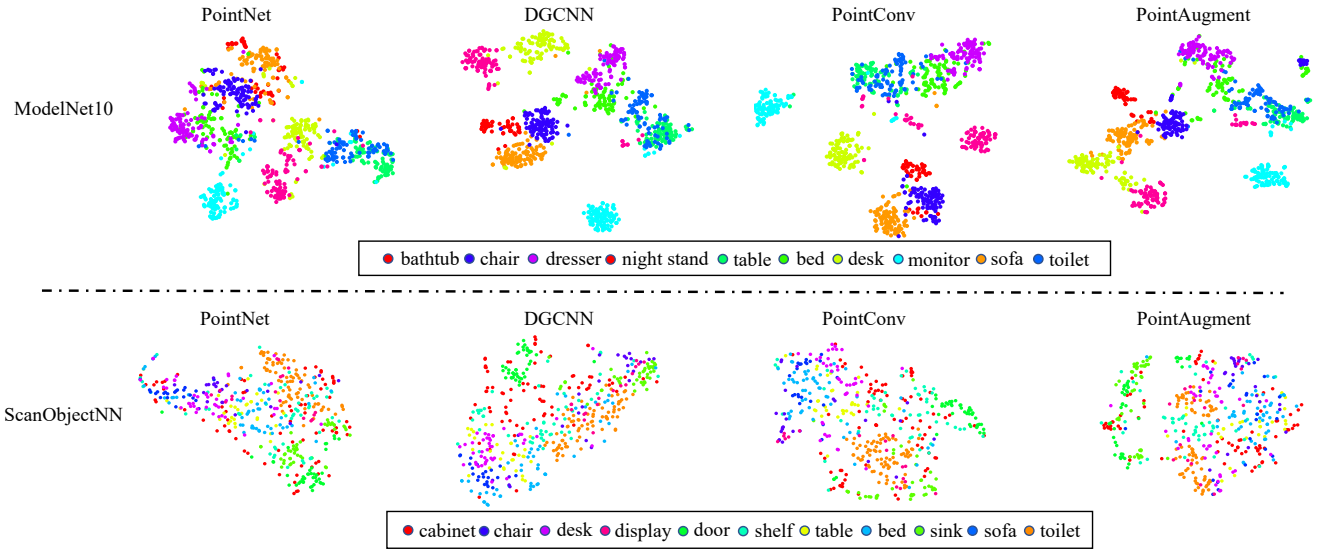 PointNet DGCNN PointConv PointAugment
ModelNet10
bathtub chair dresser night stand table bed desk monitor sofa toilet
PointNet DGCNN PointConv PointAugment
ScanObjectNN
cabinet chair desk display door shelf table bed sink sofa toilet